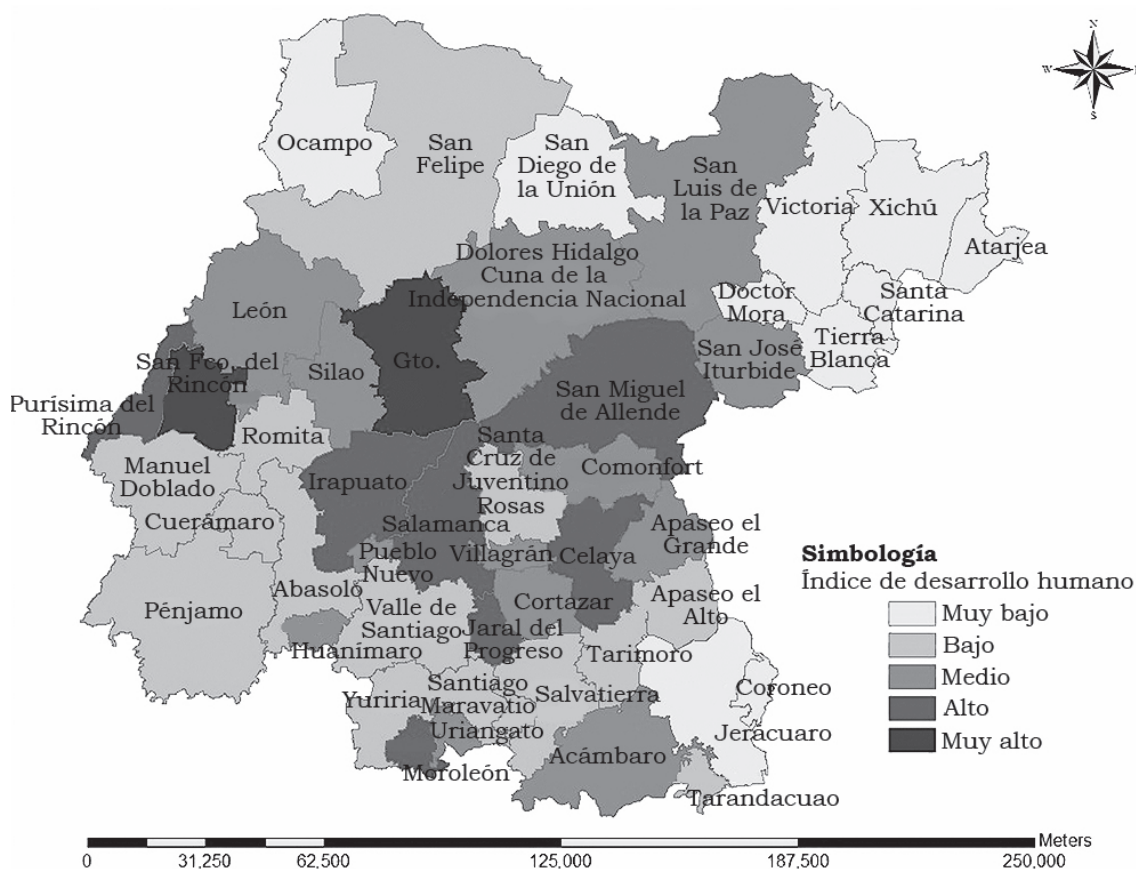 N
W
E
S
Ocampo
San
Felipe
San
Diego de
la Unión
San
Luis de
la Paz
Victoria
Xichú
Atarjea
Dolores Hidalgo
Cuna de la
Independencia Nacional
León
Doctor
Mora
Santa
Catarina
Tierra
Blanca
San Fco. del
Rincón
Silao
Gto.
San José
Iturbide
San Miguel
de Allende
Purísima del
Rincón
Romita
Santa
Cruz de
Juventino
Rosas
Comonfort
Manuel
Doblado
Irapuato
Cuerámaro
Salamanca
Apaseo el
Grande
Pueblo
Nuevo
Villagrán
Celaya
Abasoló
Pénjamo
Valle de
Santiago
Cortazar
Apaseo el
Alto
Huanímaro
Jaral del
Progreso
Tarimoro
Yuriria
Santiago
Maravatío
Salvatierra
Coroneo
Uriangato
Jerácuaro
Moroleón
Acámbaro
Tarandacuao
Simbología
Índice de desarrollo humano
Muy bajo
Bajo
Medio
Alto
Muy alto
Meters
0 31,250 62,500 125,000 187,500 250,000